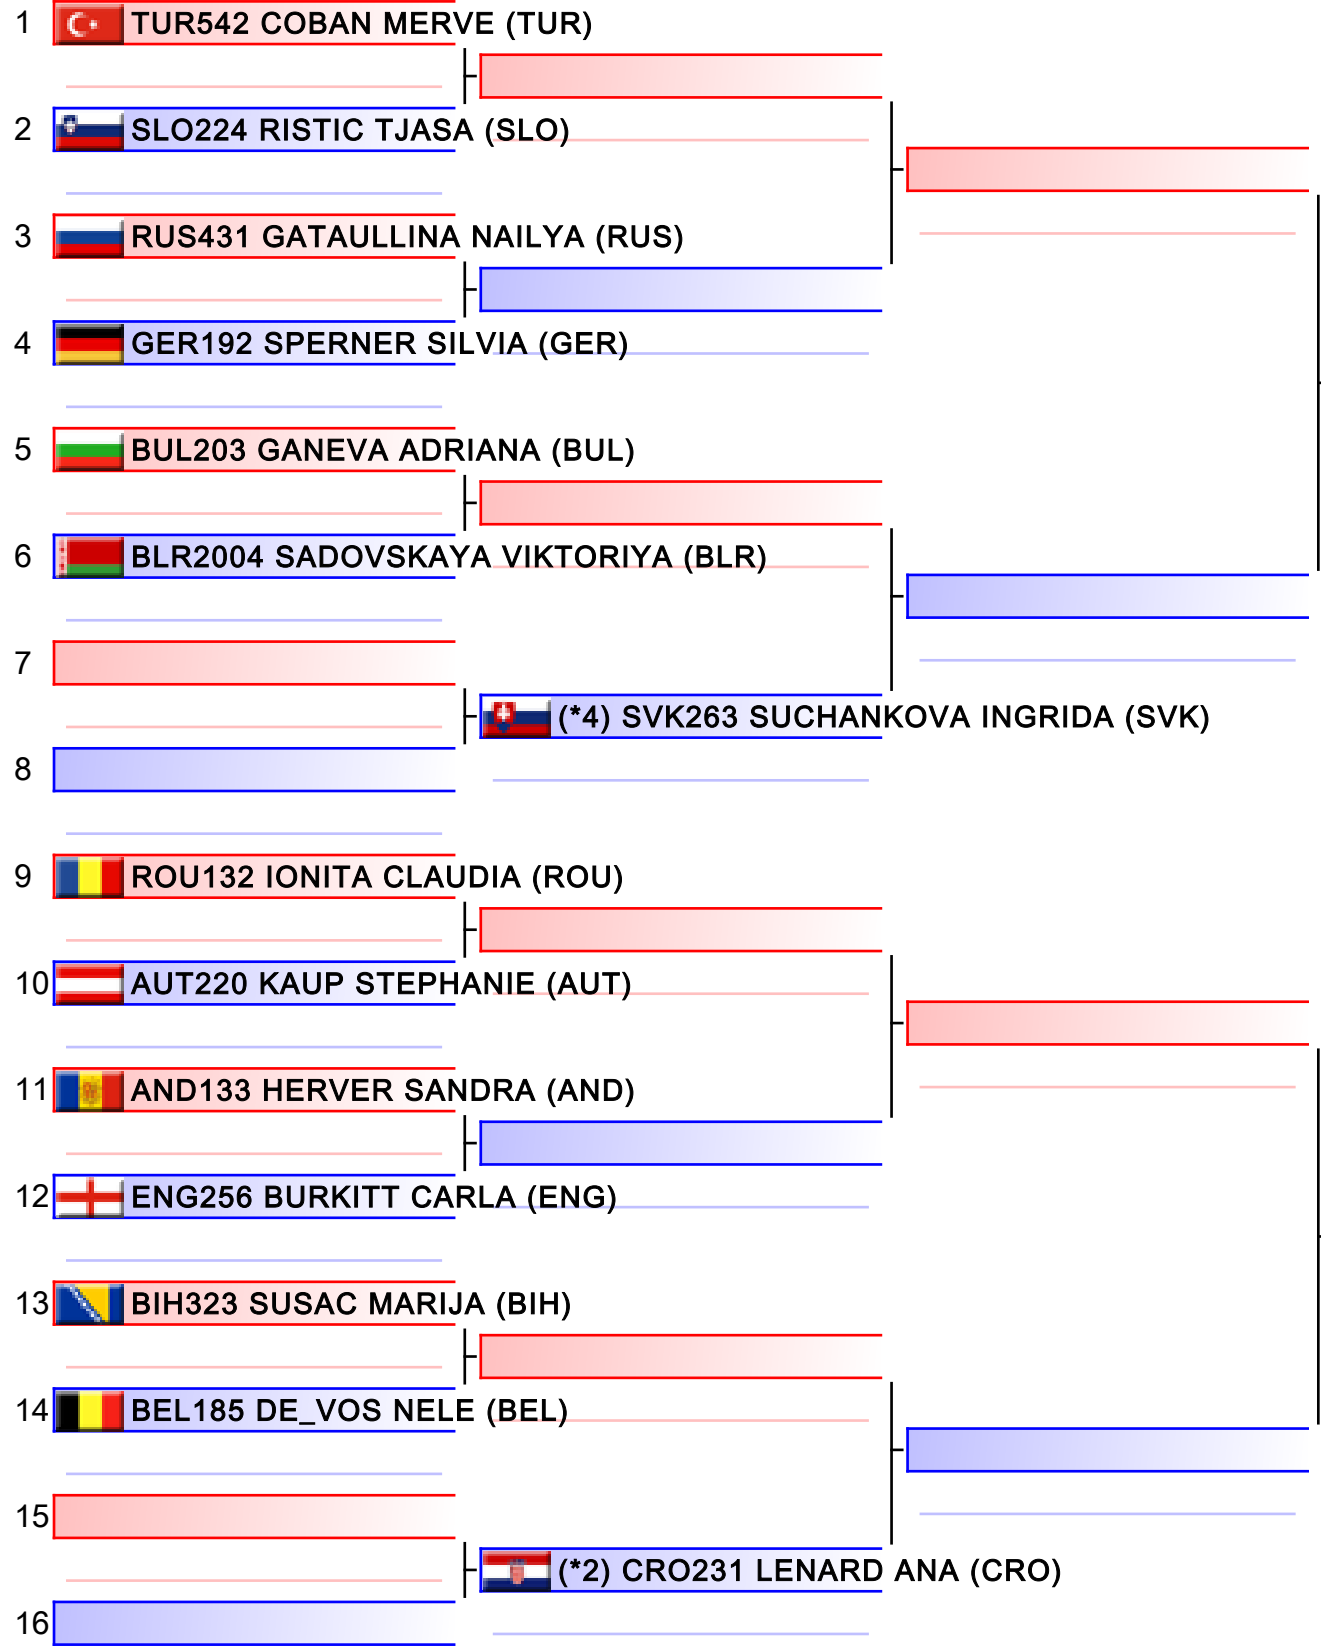 1 TUR542 COBAN MERVE (TUR)
2 SLO224 RISTIC TJASA (SLO)
3 RUS431 GATAULLINA NAILYA (RUS)
4 GER192 SPERNER SILVIA (GER)
5 BUL203 GANEVA ADRIANA (BUL)
6 BLR2004 SADOVSKAYA VIKTORIYA (BLR)
7
(*4) SVK263 SUCHANKOVA INGRIDA (SVK)
8
9 ROU132 IONITA CLAUDIA (ROU)
10 AUT220 KAUP STEPHANIE (AUT)
11 AND133 HERVER SANDRA (AND)
12 ENG256 BURKITT CARLA (ENG)
13 BIH323 SUSAC MARIJA (BIH)
14 BEL185 DE_VOS NELE (BEL)
15
(*2) CRO231 LENARD ANA (CRO)
16